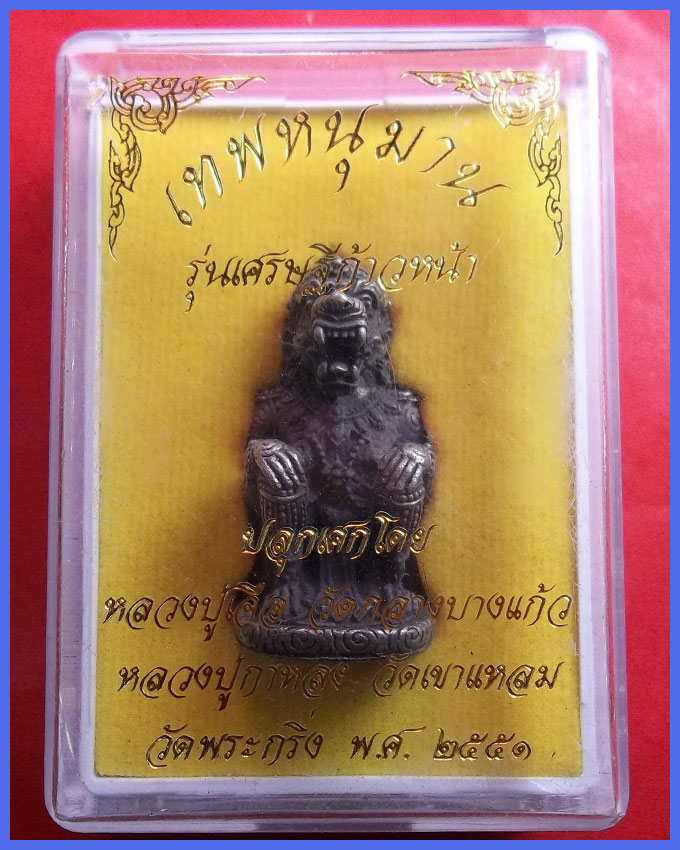 เทพหนุมาน
รุ่นเศรษฐีก้าวหน้า
ปลุกเสกโดย
หลวงปู่เจือ วัดกลางบางแก้ว
หลวงปู่กาหลง วัดเขาแหลม
วัดพระกริ่ง พ.ศ. ๒๕๕๑